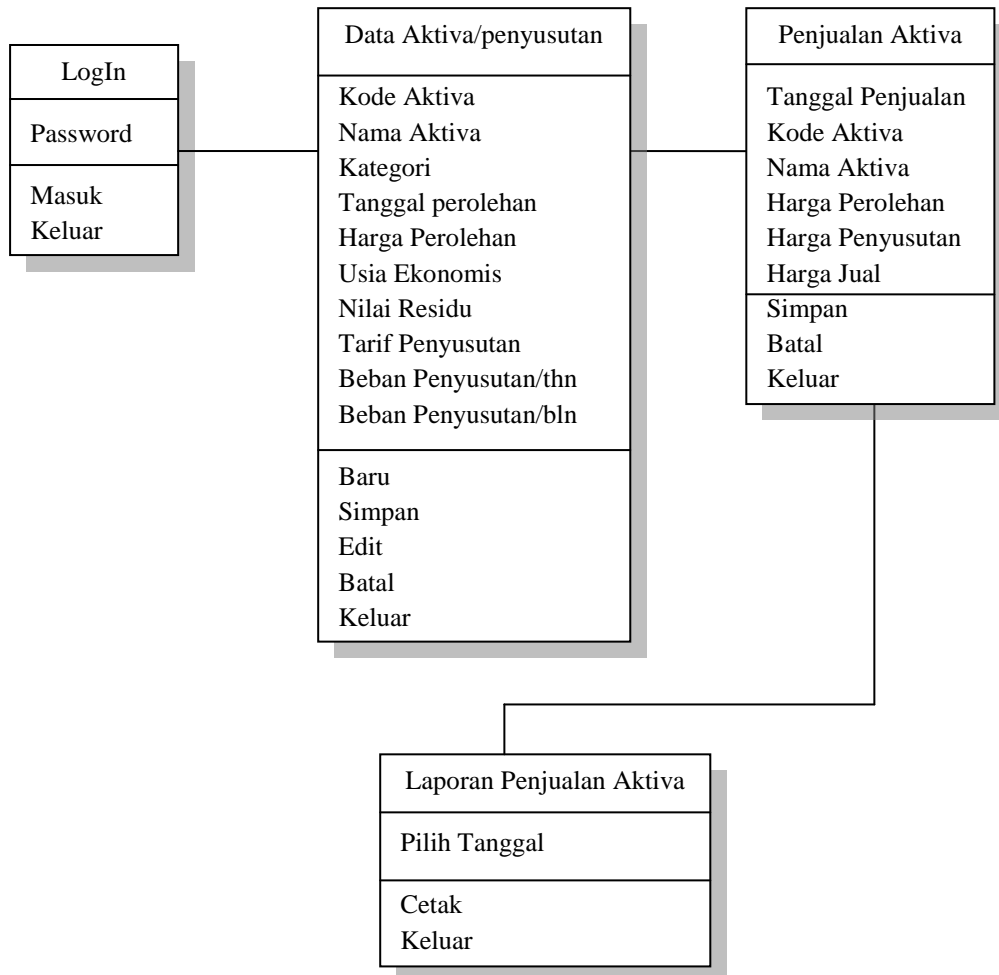 LogIn
Password
Masuk
Keluar
Data Aktiva/penyusutan
Kode Aktiva
Nama Aktiva
Kategori
Tanggal perolehan
Harga Perolehan
Usia Ekonomis
Nilai Residu
Tarif Penyusutan
Beban Penyusutan/thn
Beban Penyusutan/bln
Baru
Simpan
Edit
Batal
Keluar
Penjualan Aktiva
Tanggal Penjualan
Kode Aktiva
Nama Aktiva
Harga Perolehan
Harga Penyusutan
Harga Jual
Simpan
Batal
Keluar
Laporan Penjualan Aktiva
Pilih Tanggal
Cetak
Keluar